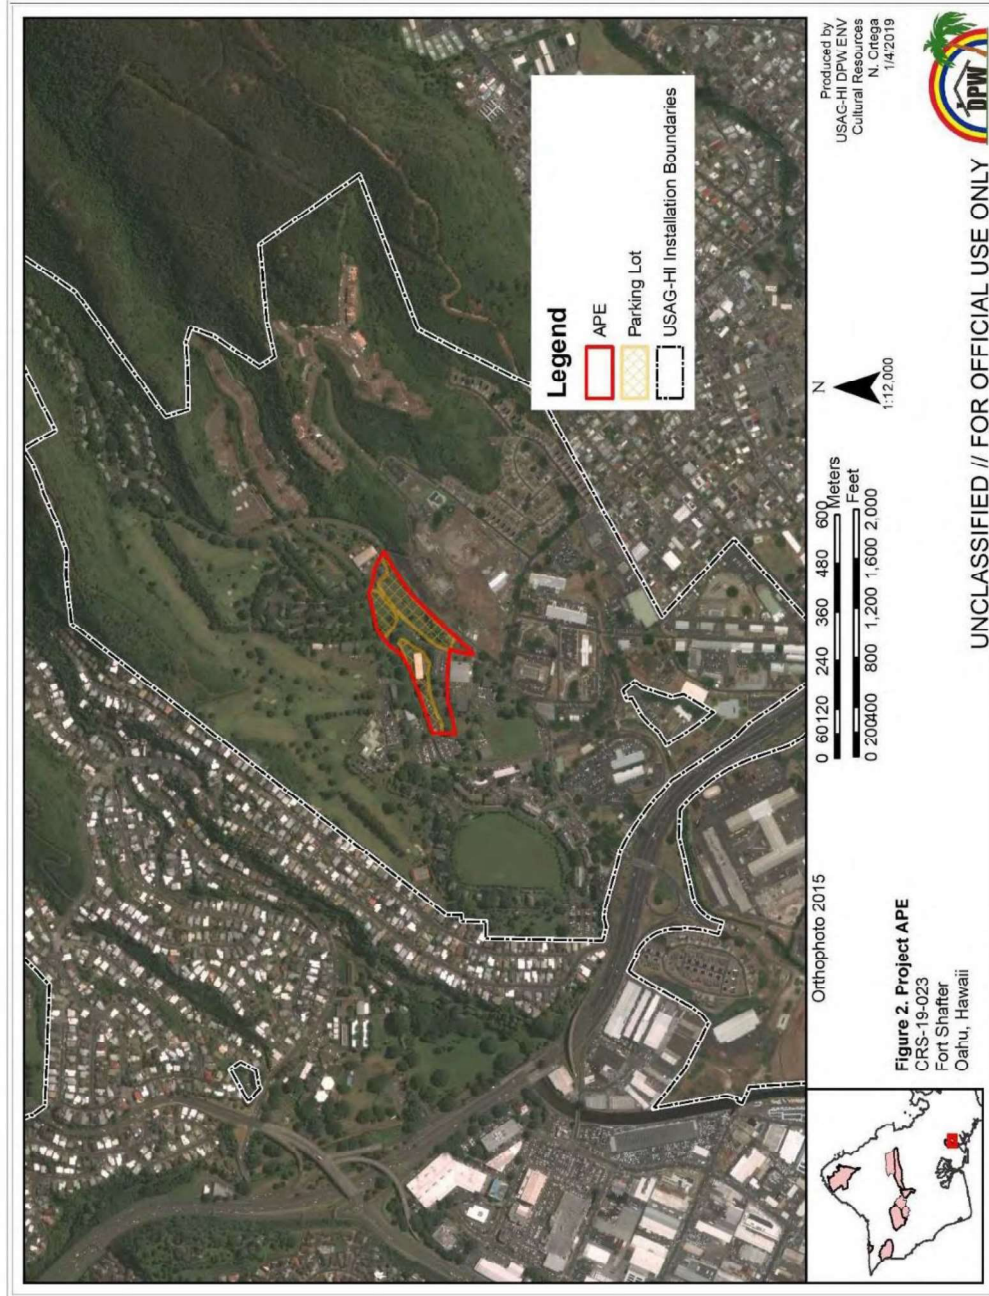 Legend
APE
Parking Lot
USAG-HI Installation Boundaries
Orthophoto 2015
Figure 2. Project APE
CRS-19-023
Fort Shafter
Oahu, Hawaii
0 60120 240 360 480 600
Meters
Feet
0 200400 800 1,200 1,600 2,000
N
1:12,000
Produced by
USAG-HI DPW ENV
Cultural Resources
N. Ortega
1/4/2019
UNCLASSIFIED // FOR OFFICIAL USE ONLY
DPW